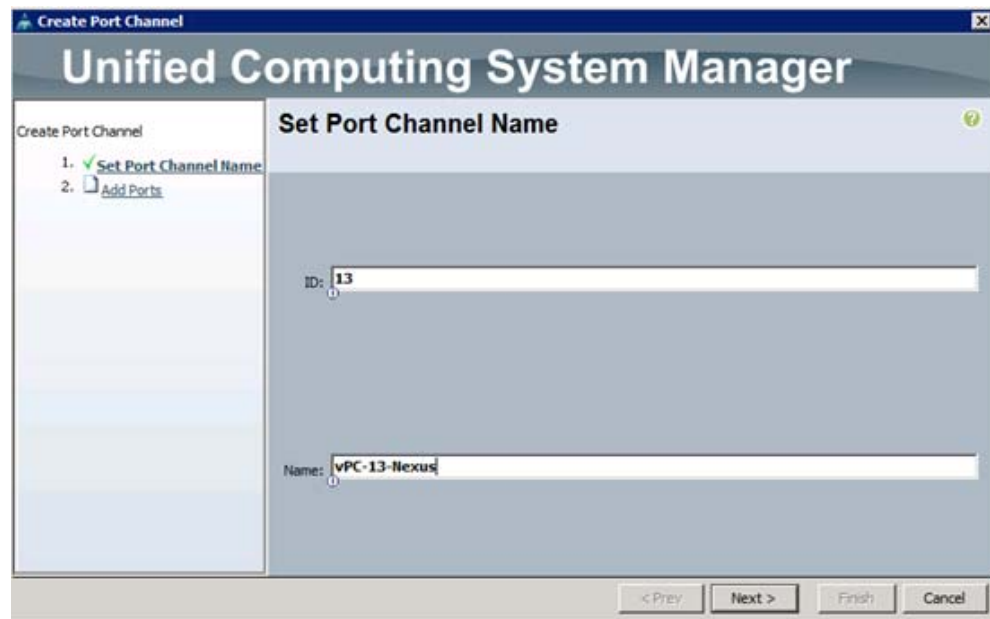 Create Port Channel
Unified Computing System Manager
Create Port Channel
1. Set Port Channel Name
2. Add Ports
Set Port Channel Name
ID: 13
Name: vPC-13-Nexus
< Prev Next > Finish Cancel